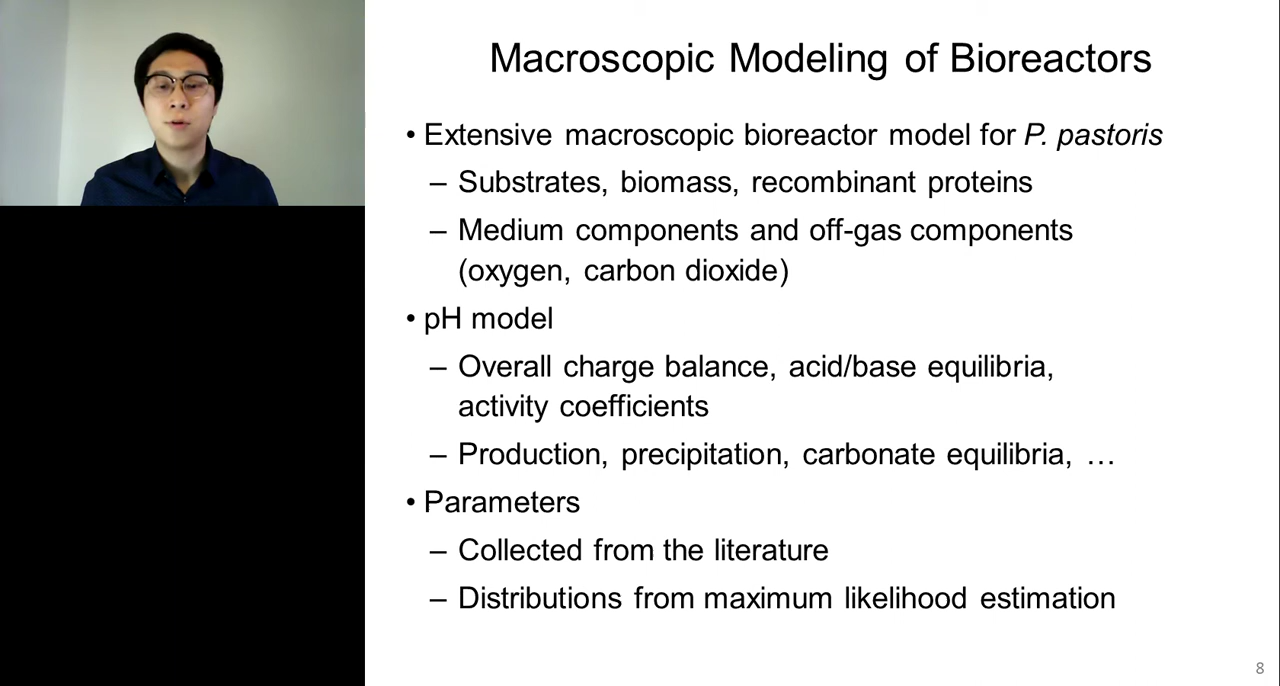 Macroscopic Modeling of Bioreactors
• Extensive macroscopic bioreactor model for P. pastoris
– Substrates, biomass, recombinant proteins
– Medium components and off-gas components
(oxygen, carbon dioxide)
• pH model
– Overall charge balance, acid/base equilibria,
activity coefficients
– Production, precipitation, carbonate equilibria, …
• Parameters
– Collected from the literature
– Distributions from maximum likelihood estimation
8